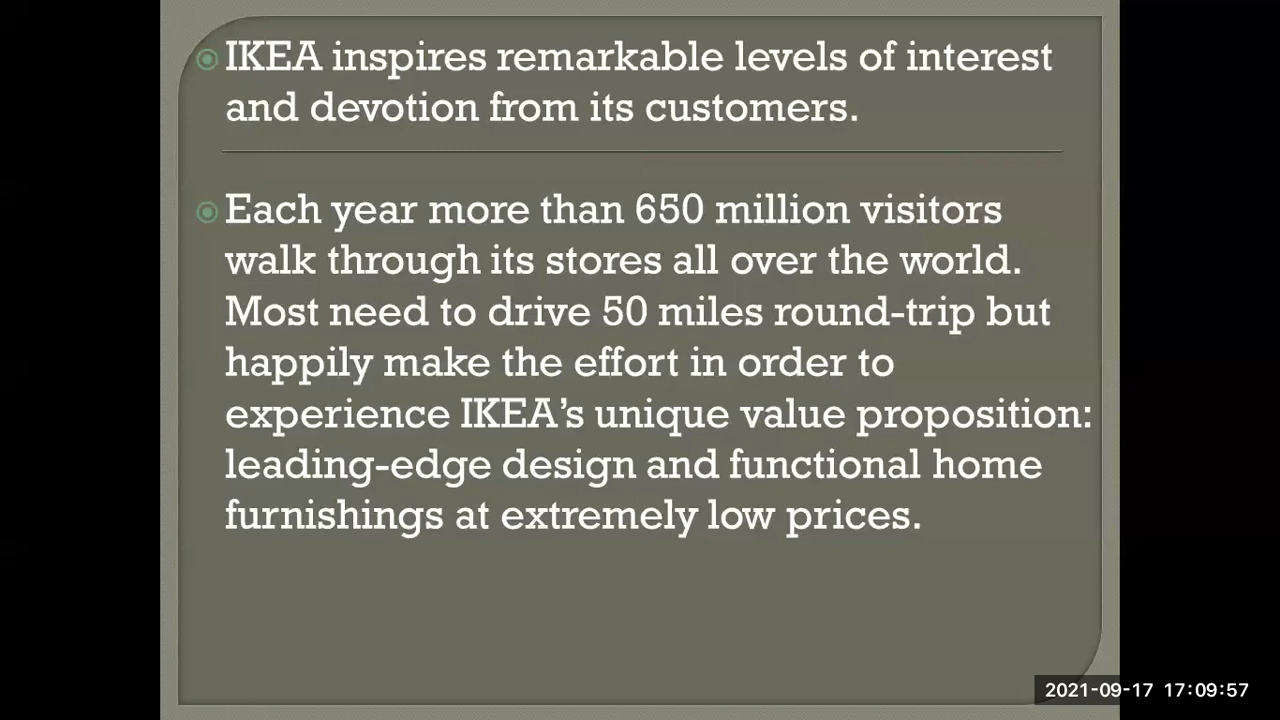 IKEA inspires remarkable levels of interest
and devotion from its customers.
Each year more than 650 million visitors
walk through its stores all over the world.
Most need to drive 50 miles round-trip but
happily make the effort in order to
experience IKEA’s unique value proposition:
leading-edge design and functional home
furnishings at extremely low prices.
2021-09-17 17:09:57